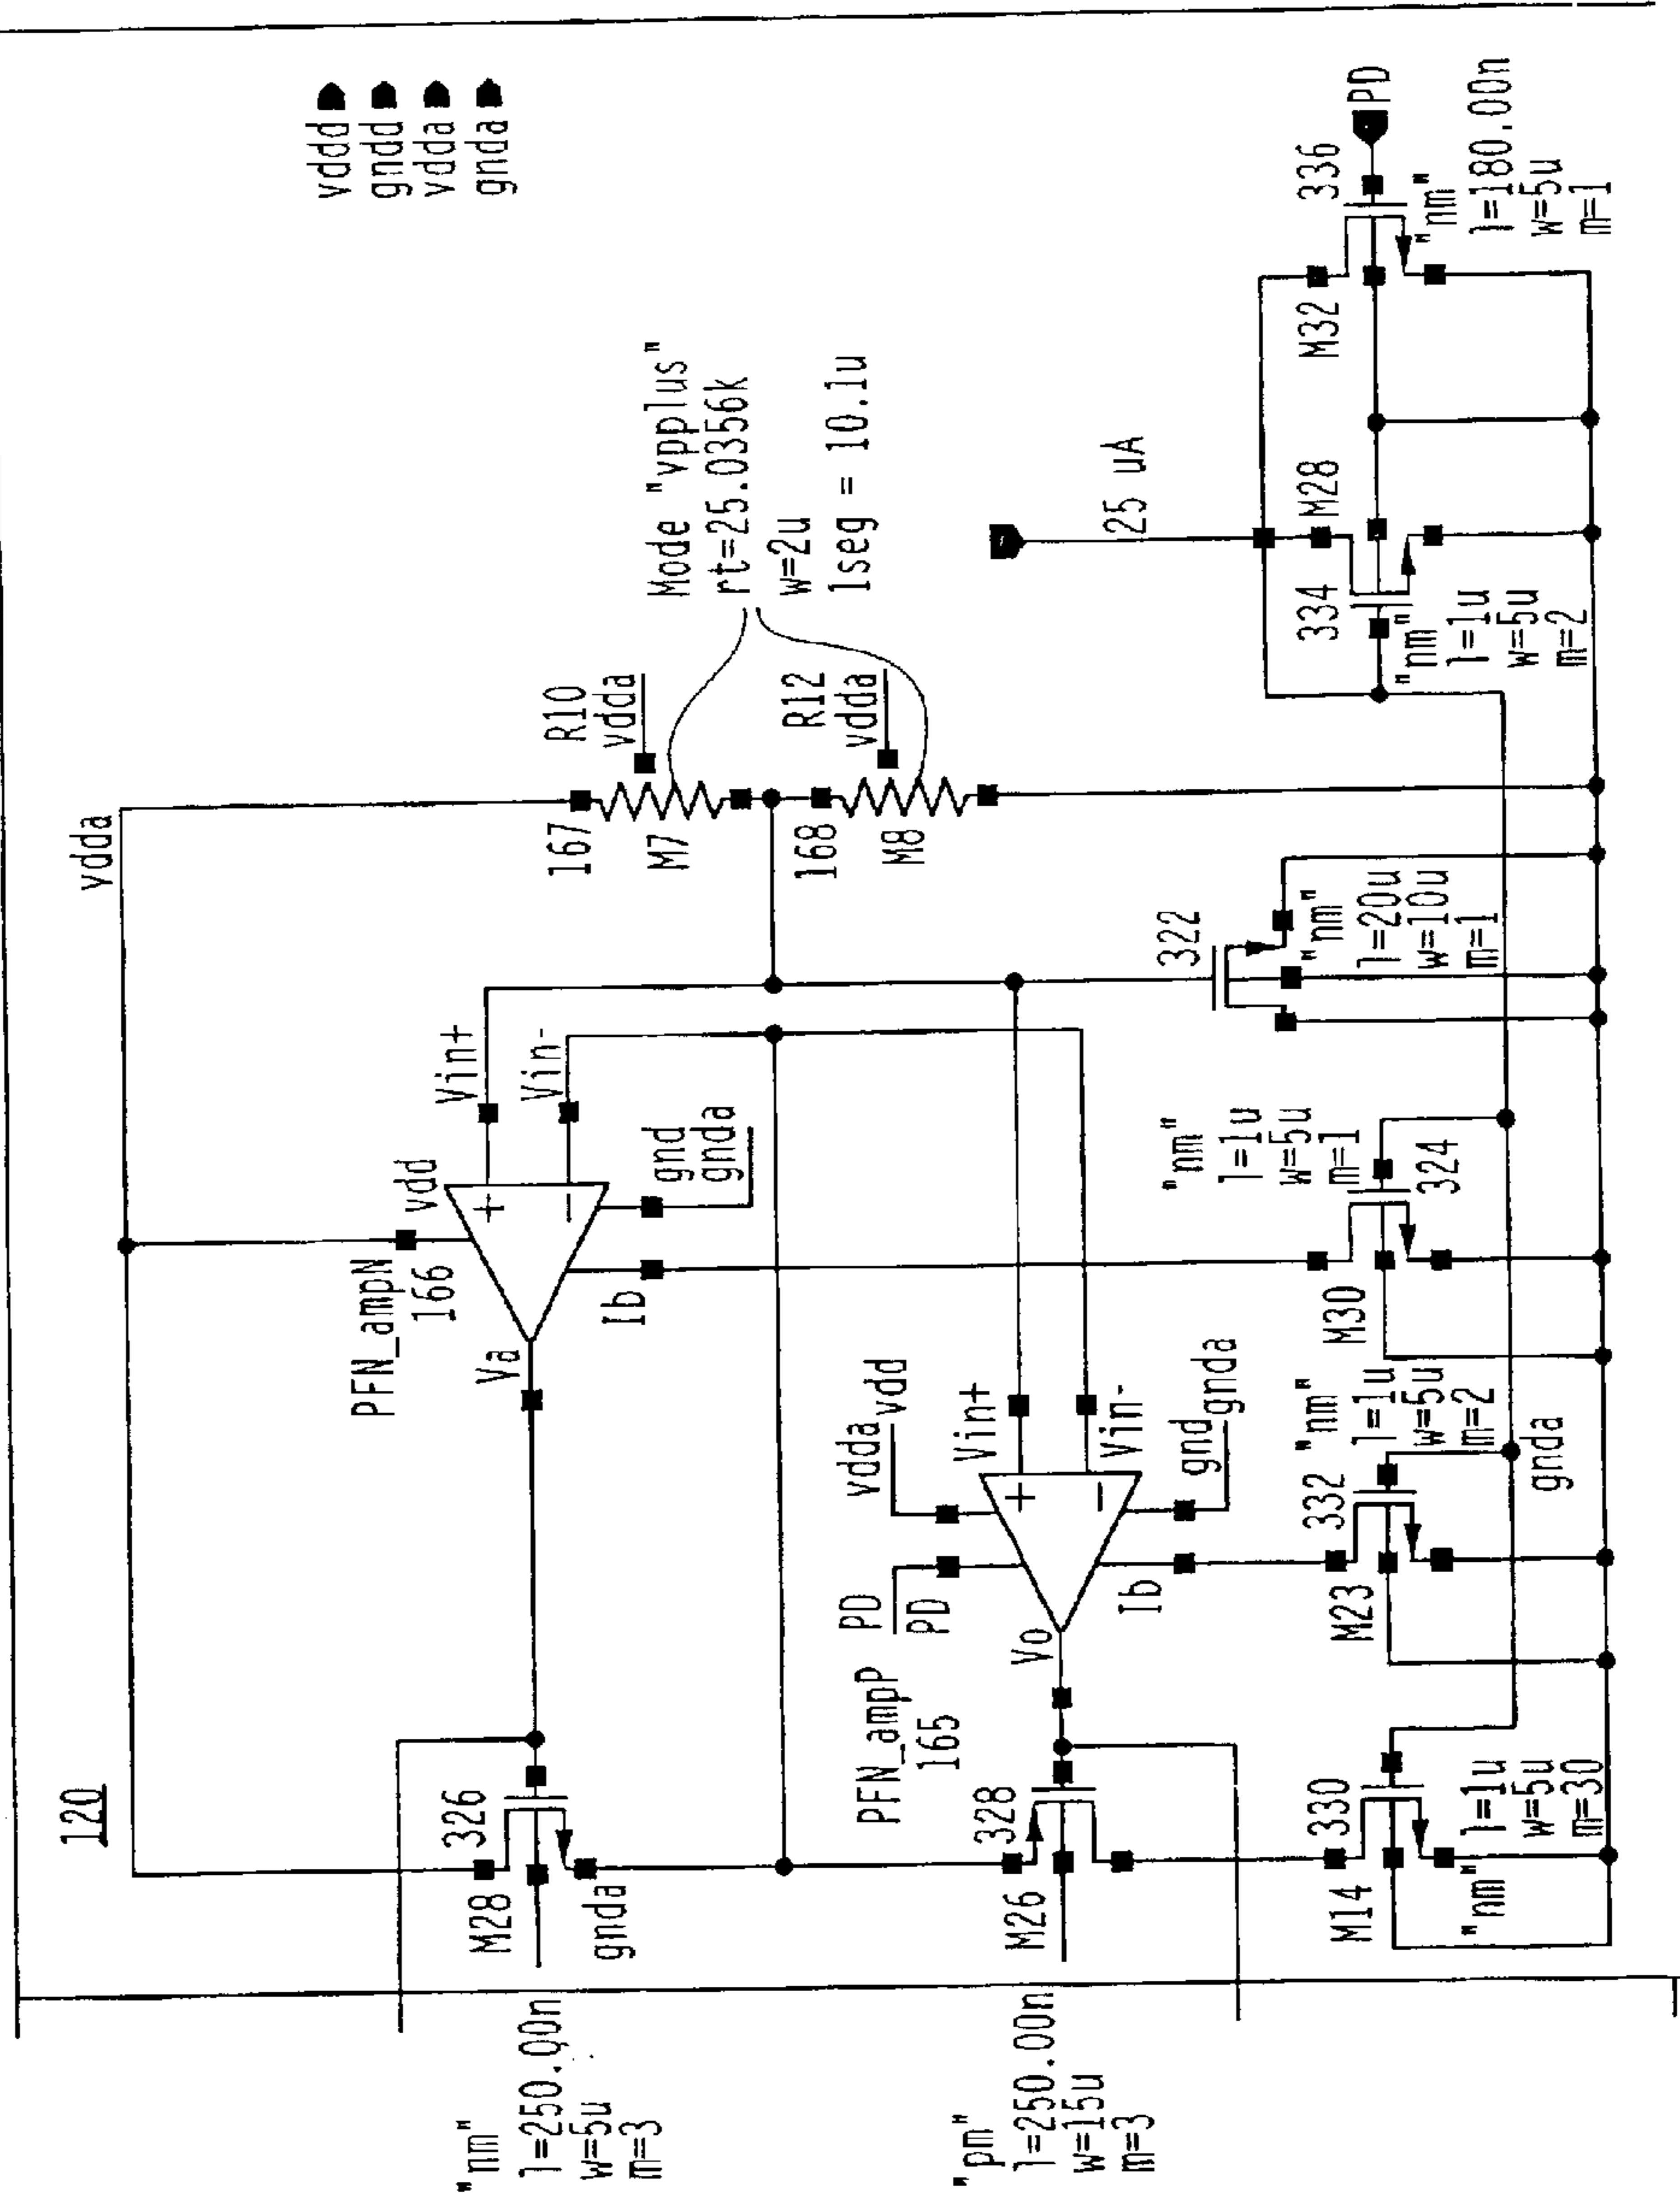 120
vdda
vddd
gndd
vdda
gnda
PFN_ampN
166
vdd
Vin+
Vin-
gnd
gnda
Va
Ib
R10
vdda
167
M7
R12
vdda
168
M8
Mode "vpplus"
rt=25.0356k
w=2u
lseg = 10.1u
M28
326
gnda
"nm"
l=250.00n
w=5u
m=3
PFN_ampP
165
vdda
vdd
PD
PD
Vin+
Vin-
gnd
gnda
Vo
Ib
M26
328
"pm"
l=250.00n
w=15u
m=3
322
"nm"
l=20u
w=10u
m=1
25 uA
M14
330
"nm"
l=1u
w=5u
m=30
M23
332
"nm"
l=1u
w=5u
m=2
gnda
M30
324
"nm"
l=1u
w=5u
m=1
334
M28
"nm"
l=1u
w=5u
m=2
M32
336
PD
"nm"
l=180.00n
w=5u
m=1